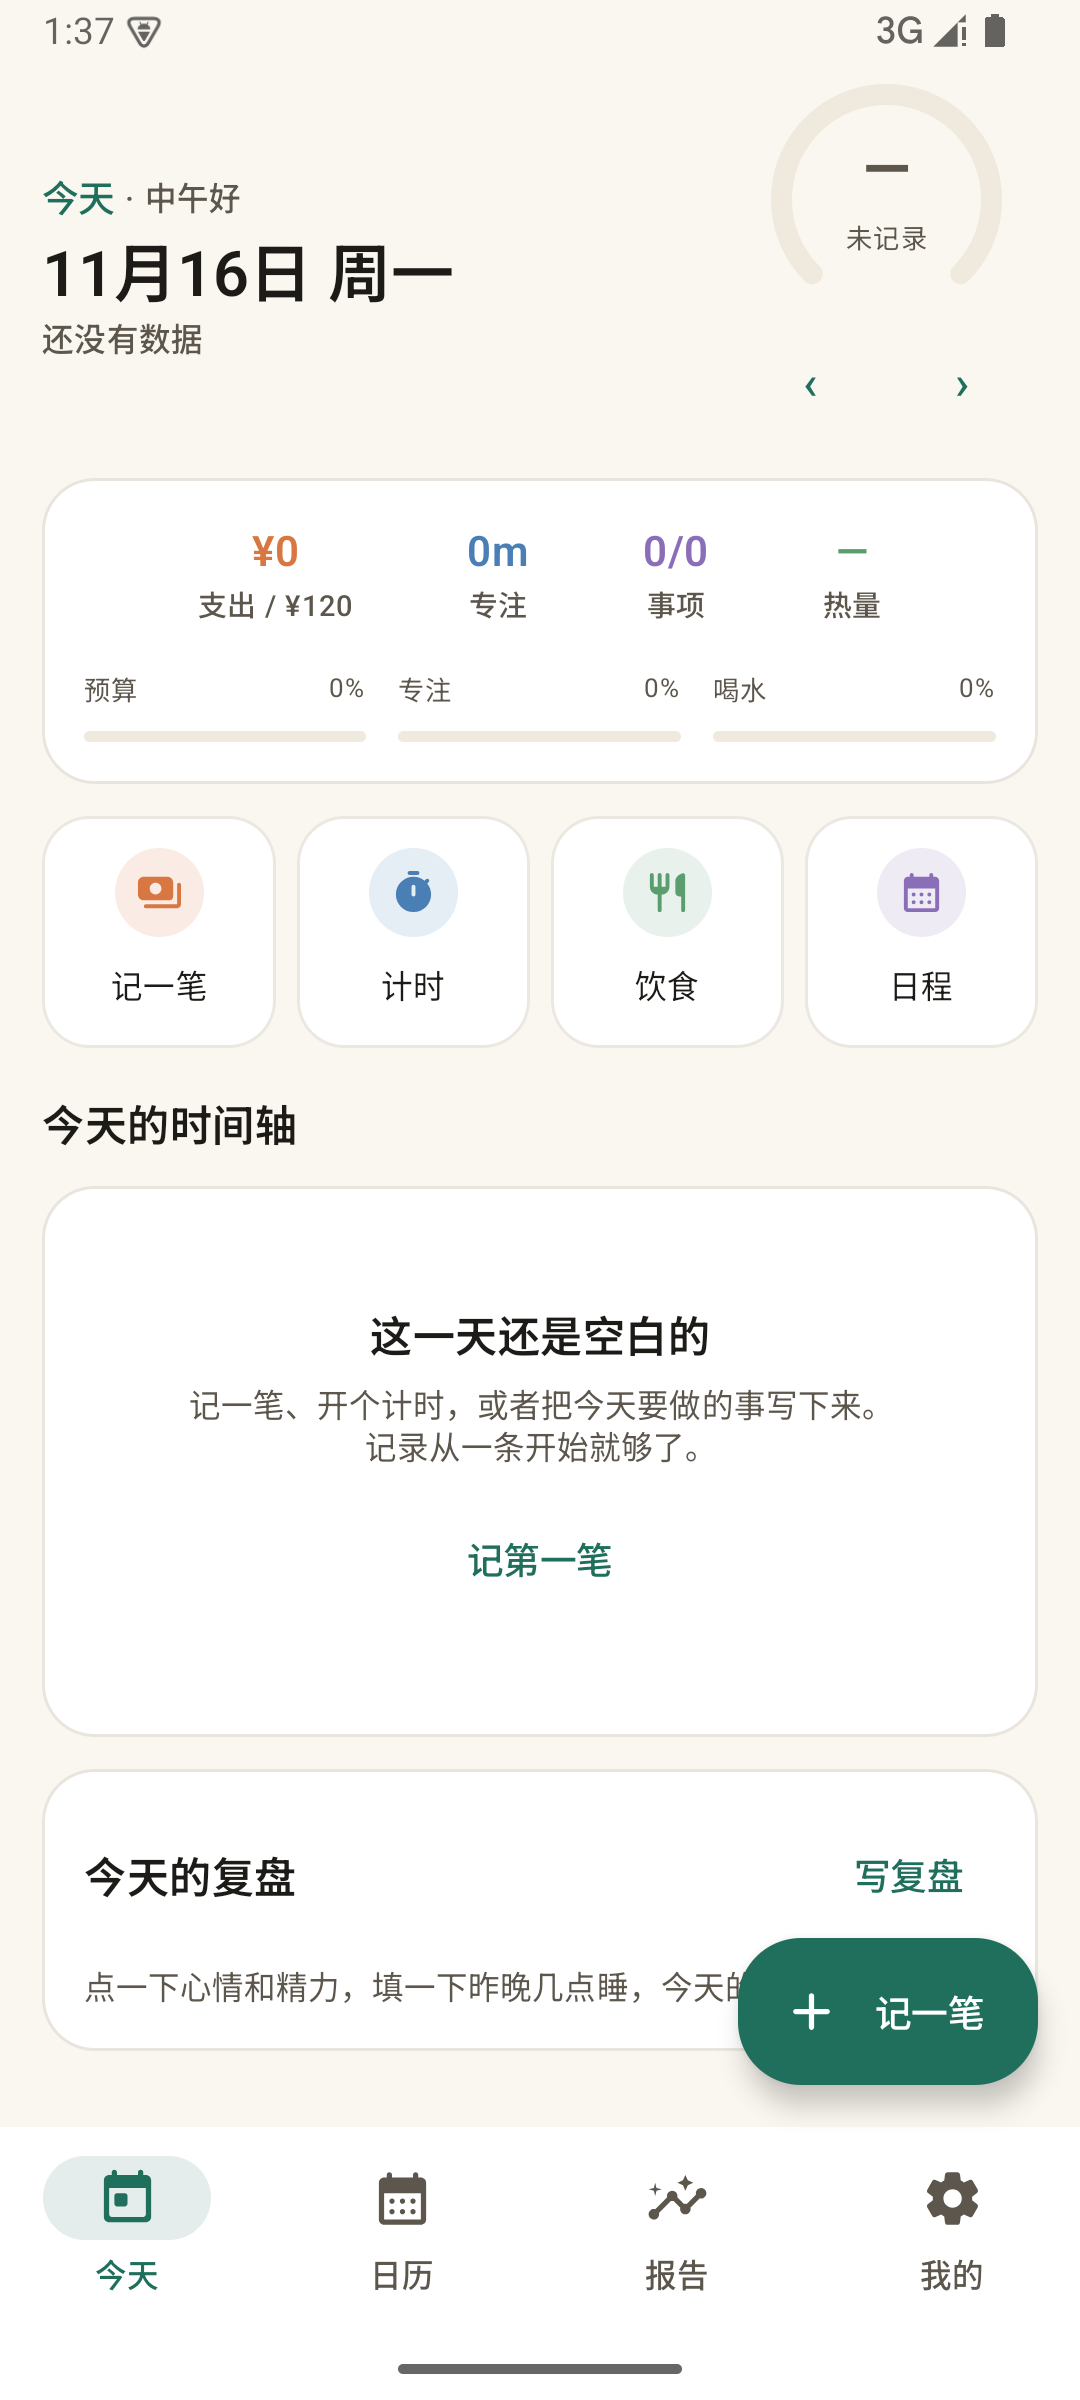 1:37
3G
今天 · 中午好
11月16日 周一
还没有数据
—
未记录
‹ ›
¥0 0m 0/0 —
支出 / ¥120 专注 事项 热量
预算 0% 专注 0% 喝水 0%
记一笔 计时 饮食 日程
今天的时间轴
这一天还是空白的
记一笔、开个计时，或者把今天要做的事写下来。
记录从一条开始就够了。
记第一笔
今天的复盘
写复盘
点一下心情和精力，填一下昨晚几点睡，今天的
+ 记一笔
今天 日历 报告 我的